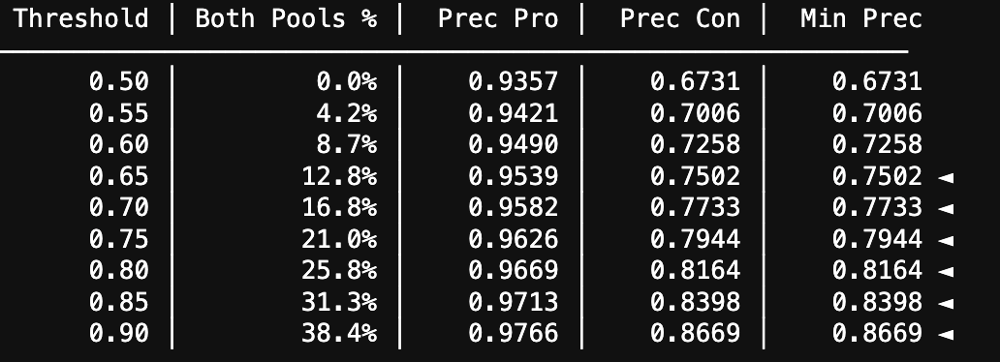 Threshold | Both Pools % | Prec Pro | Prec Con | Min Prec
0.50 | 0.0% | 0.9357 | 0.6731 | 0.6731
0.55 | 4.2% | 0.9421 | 0.7006 | 0.7006
0.60 | 8.7% | 0.9490 | 0.7258 | 0.7258
0.65 | 12.8% | 0.9539 | 0.7502 | 0.7502 ◄
0.70 | 16.8% | 0.9582 | 0.7733 | 0.7733 ◄
0.75 | 21.0% | 0.9626 | 0.7944 | 0.7944 ◄
0.80 | 25.8% | 0.9669 | 0.8164 | 0.8164 ◄
0.85 | 31.3% | 0.9713 | 0.8398 | 0.8398 ◄
0.90 | 38.4% | 0.9766 | 0.8669 | 0.8669 ◄